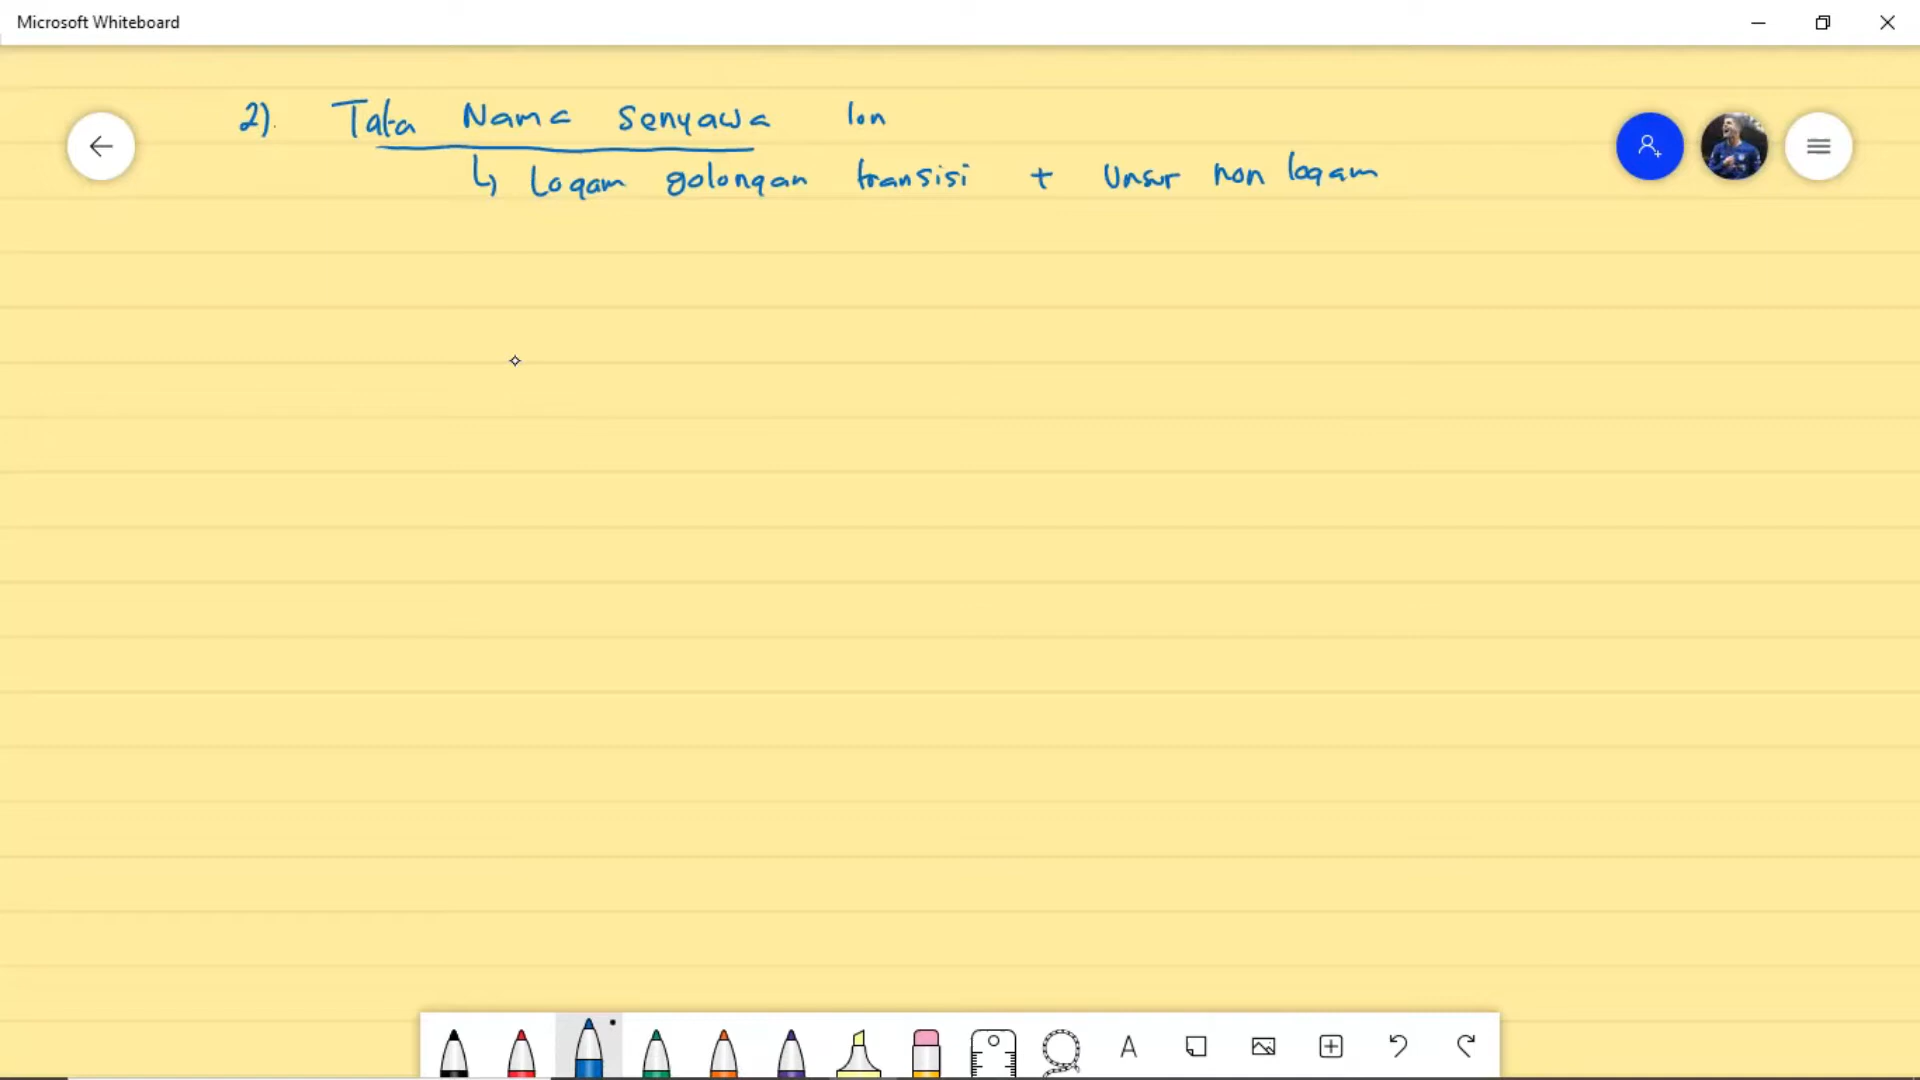 Microsoft Whiteboard
2). Tata Nama Senyawa Ion
↳ Logam golongan transisi + Unsur non logam